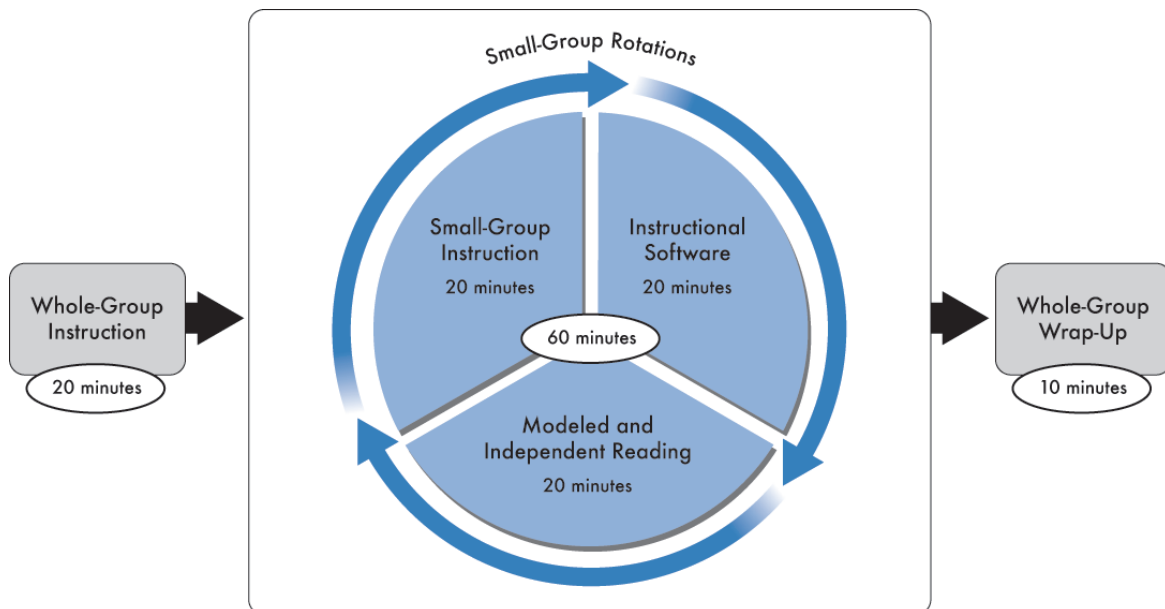 Small-Group Rotations
Whole-Group
Instruction
20 minutes
Small-Group
Instruction
20 minutes
Instructional
Software
20 minutes
60 minutes
Modeled and
Independent Reading
20 minutes
Whole-Group
Wrap-Up
10 minutes